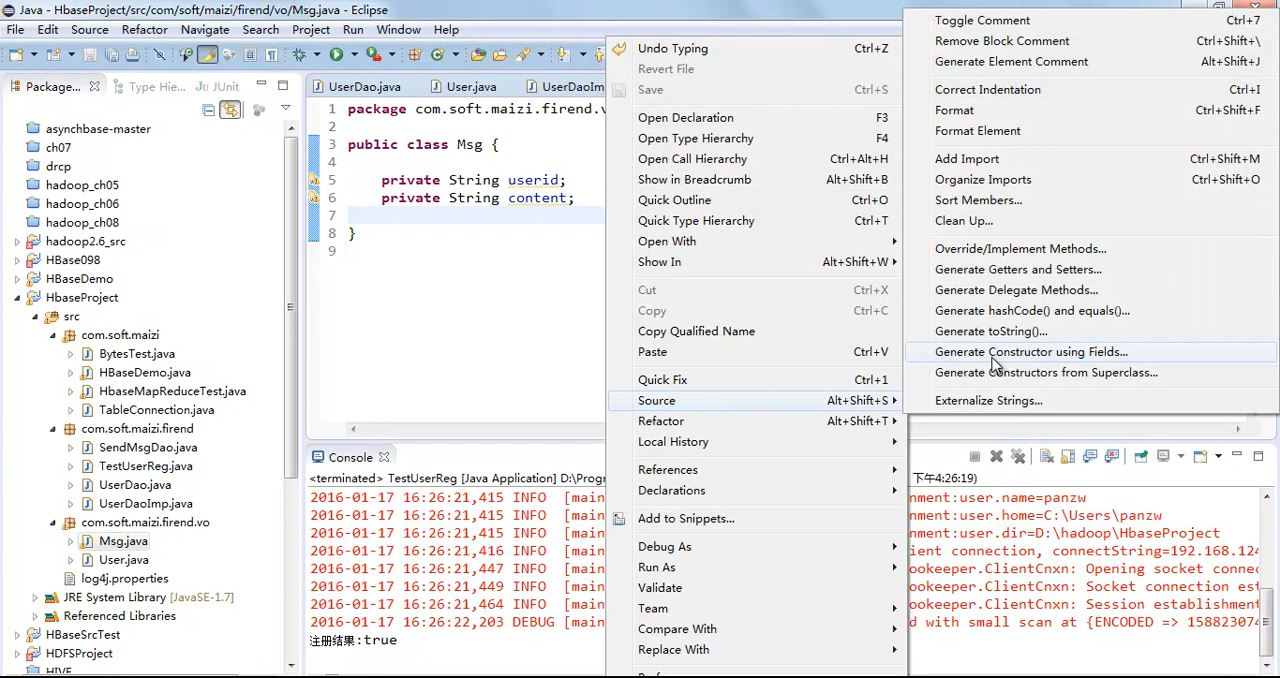 Java - HbaseProject/src/com/soft/maizi/firend/vo/Msg.java - Eclipse
File Edit Source Refactor Navigate Search Project Run Window Help
Package... Type Hie... JUnit
asynchbase-master
ch07
drcp
hadoop_ch05
hadoop_ch06
hadoop_ch08
hadoop2.6_src
HBase098
HBaseDemo
HbaseProject
src
com.soft.maizi
BytesTest.java
HBaseDemo.java
HbaseMapReduceTest.java
TableConnection.java
com.soft.maizi.firend
SendMsgDao.java
TestUserReg.java
UserDao.java
UserDaoImp.java
com.soft.maizi.firend.vo
Msg.java
User.java
log4j.properties
JRE System Library [JavaSE-1.7]
Referenced Libraries
HBaseSrcTest
HDFSProject
HIVE
UserDao.java User.java UserDaoIm
1 package com.soft.maizi.firend.v
2
3 public class Msg {
4
5 private String userid;
6 private String content;
7
8 }
9
Undo Typing Ctrl+Z
Revert File
Save Ctrl+S
Open Declaration F3
Open Type Hierarchy F4
Open Call Hierarchy Ctrl+Alt+H
Show in Breadcrumb Alt+Shift+B
Quick Outline Ctrl+O
Quick Type Hierarchy Ctrl+T
Open With
Show In Alt+Shift+W
Cut Ctrl+X
Copy Ctrl+C
Copy Qualified Name
Paste Ctrl+V
Quick Fix Ctrl+1
Source Alt+Shift+S
Refactor Alt+Shift+T
Local History
References
Declarations
Add to Snippets...
Debug As
Run As
Validate
Team
Compare With
Replace With
Toggle Comment Ctrl+7
Remove Block Comment Ctrl+Shift+\
Generate Element Comment Alt+Shift+J
Correct Indentation Ctrl+I
Format Ctrl+Shift+F
Format Element
Add Import Ctrl+Shift+M
Organize Imports Ctrl+Shift+O
Sort Members...
Clean Up...
Override/Implement Methods...
Generate Getters and Setters...
Generate Delegate Methods...
Generate hashCode() and equals()...
Generate toString()...
Generate Constructor using Fields...
Generate Constructors from Superclass...
Externalize Strings...
Console
<terminated> TestUserReg [Java Application] D:\Progr 下午4:26:19)
2016-01-17 16:26:21,415 INFO [main nment:user.name=panzw
2016-01-17 16:26:21,415 INFO [main nment:user.home=C:\Users\panzw
2016-01-17 16:26:21,415 INFO [main nment:user.dir=D:\hadoop\HbaseProject
2016-01-17 16:26:21,416 INFO [main ient connection, connectString=192.168.124
2016-01-17 16:26:21,447 INFO [main ookeeper.ClientCnxn: Opening socket connec
2016-01-17 16:26:21,449 INFO [main ookeeper.ClientCnxn: Socket connection est
2016-01-17 16:26:21,464 INFO [main ookeeper.ClientCnxn: Session establishment
2016-01-17 16:26:22,203 DEBUG [main d with small scan at {ENCODED => 158823074
注册结果:true